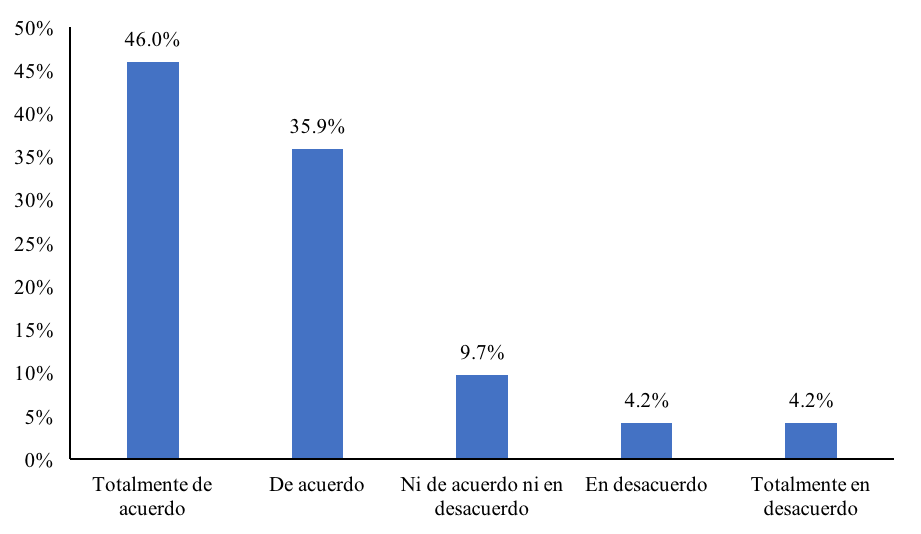 50%
45%
40%
35%
30%
25%
20%
15%
10%
5%
0%
46.0%
35.9%
9.7%
4.2%
4.2%
Totalmente de
acuerdo
De acuerdo
Ni de acuerdo ni en
desacuerdo
En desacuerdo
Totalmente en
desacuerdo